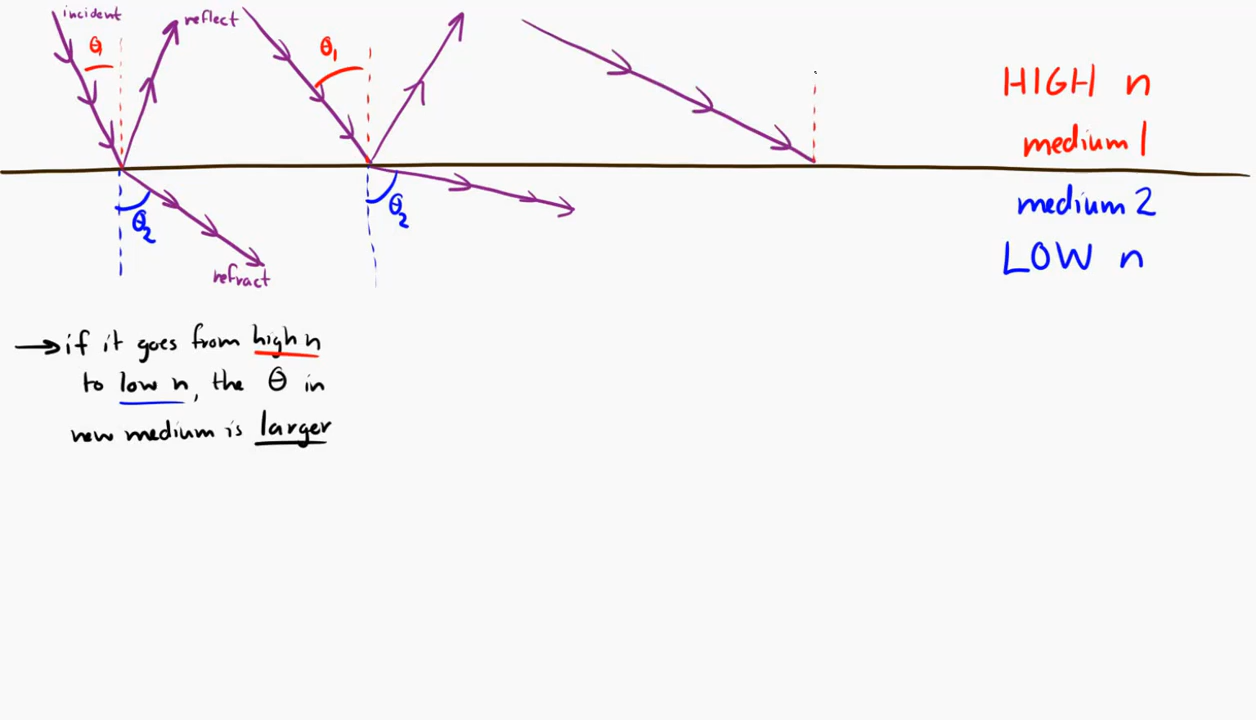 incident
θ1
reflect
θ1
HIGH n
medium 1
θ2
refract
θ2
medium 2
LOW n
→ if it goes from high n
to low n, the θ in
new medium is larger